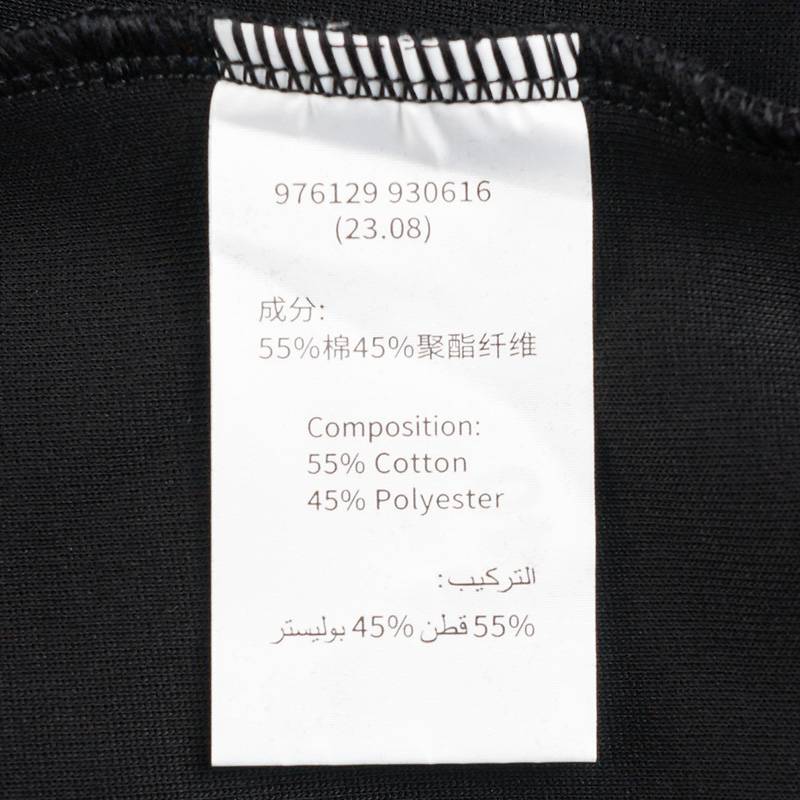 976129 930616
(23.08)
成分:
55%棉45%聚酯纤维
Composition:
55% Cotton
45% Polyester
التركيب:
55% قطن 45% بوليستر